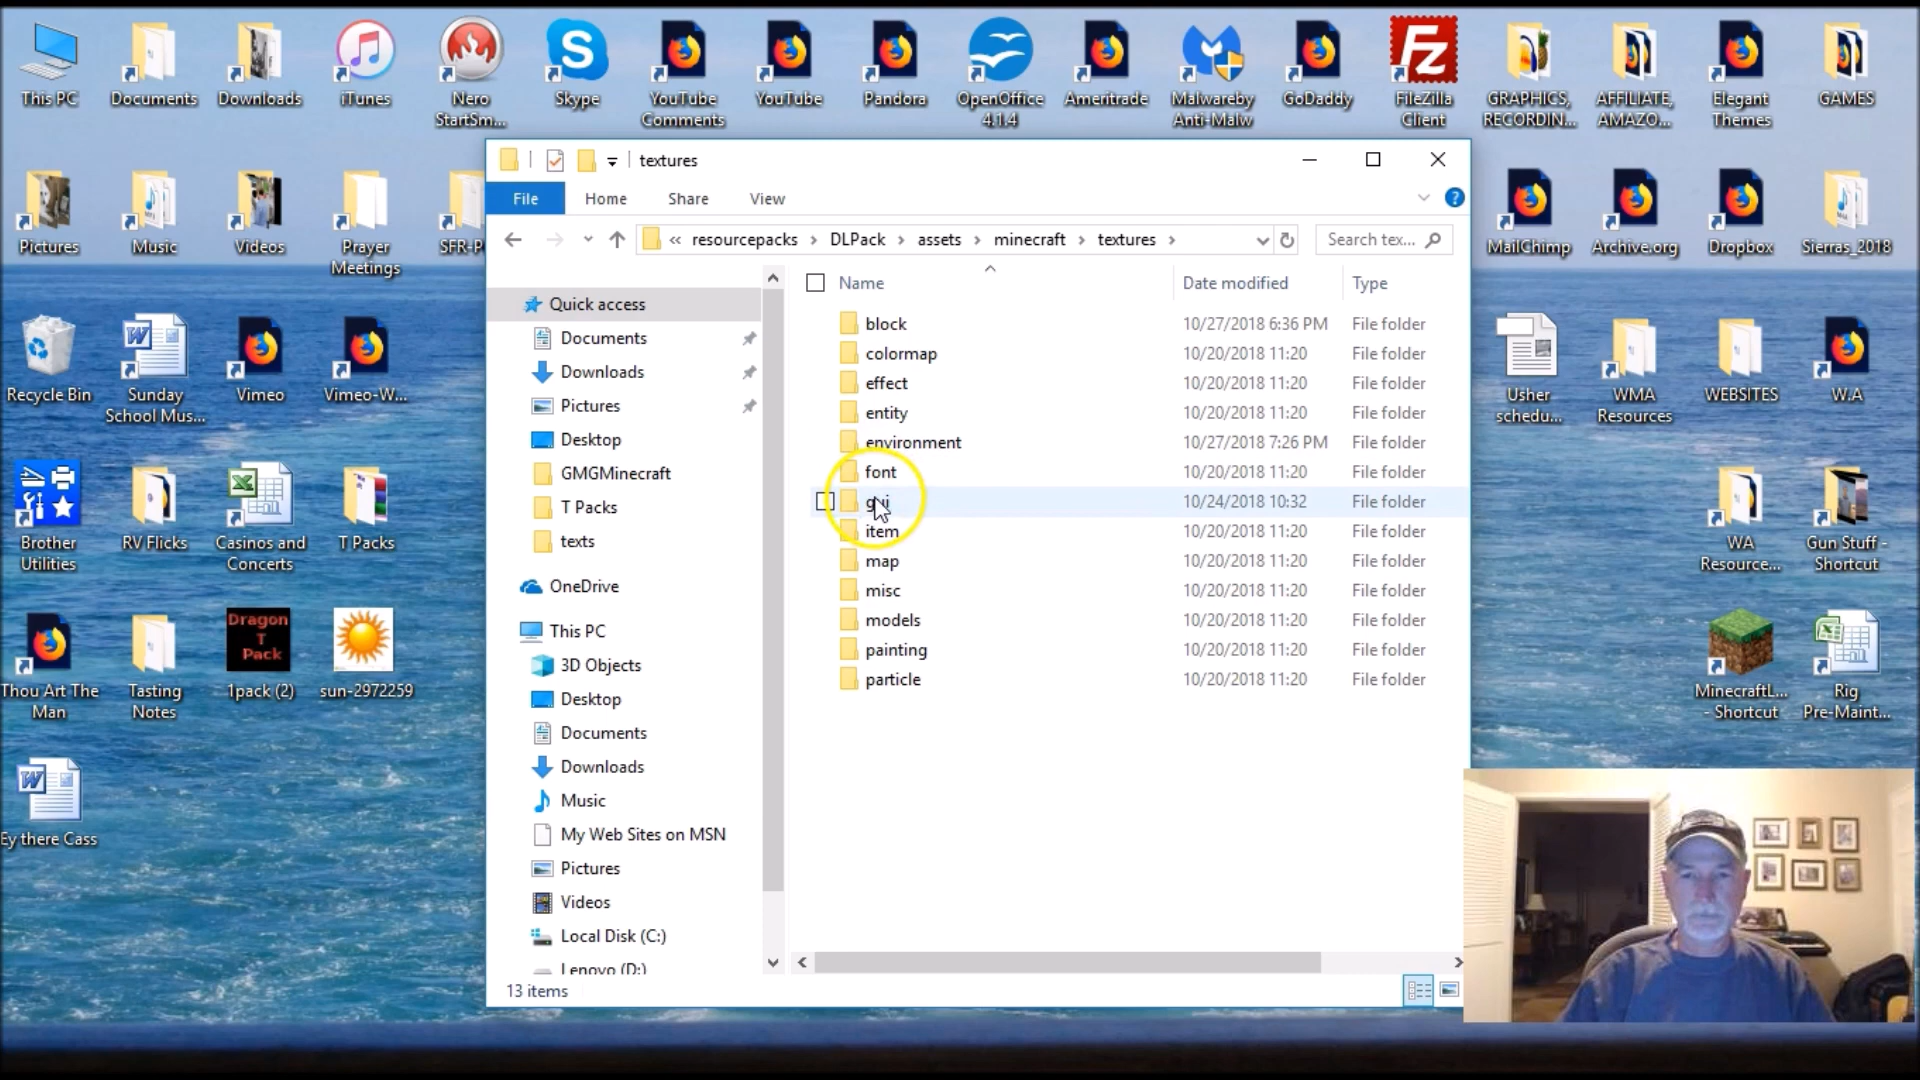 This PC
Documents
Downloads
iTunes
Nero
StartSm...
Skype
YouTube
Comments
YouTube
Pandora
OpenOffice
4.1.4
Ameritrade
Malwareby
Anti-Malw
GoDaddy
FileZilla
Client
GRAPHICS,
RECORDIN...
AFFILIATE,
AMAZO...
Elegant
Themes
GAMES
Pictures
Music
Videos
Prayer
Meetings
SFR-P
MailChimp
Archive.org
Dropbox
Sierras_2018
Recycle Bin
Sunday
School Mus...
Vimeo
Vimeo-W...
Usher
schedu...
WMA
Resources
WEBSITES
W.A
Brother
Utilities
RV Flicks
Casinos and
Concerts
T Packs
WA
Resource...
Gun Stuff -
Shortcut
Thou Art The
Man
Tasting
Notes
Dragon
T
Pack
1pack (2)
sun-2972259
MinecraftL...
- Shortcut
Rig
Pre-Maint...
Ey there Cass
textures
File Home Share View
« resourcepacks › DLPack › assets › minecraft › textures ›
Search tex...
Quick access
Documents
Downloads
Pictures
Desktop
GMGMinecraft
T Packs
texts
OneDrive
This PC
3D Objects
Desktop
Documents
Downloads
Music
My Web Sites on MSN
Pictures
Videos
Local Disk (C:)
Lenovo (D:)
Name Date modified Type
block 10/27/2018 6:36 PM File folder
colormap 10/20/2018 11:20 File folder
effect 10/20/2018 11:20 File folder
entity 10/20/2018 11:20 File folder
environment 10/27/2018 7:26 PM File folder
font 10/20/2018 11:20 File folder
gui 10/24/2018 10:32 File folder
item 10/20/2018 11:20 File folder
map 10/20/2018 11:20 File folder
misc 10/20/2018 11:20 File folder
models 10/20/2018 11:20 File folder
painting 10/20/2018 11:20 File folder
particle 10/20/2018 11:20 File folder
13 items